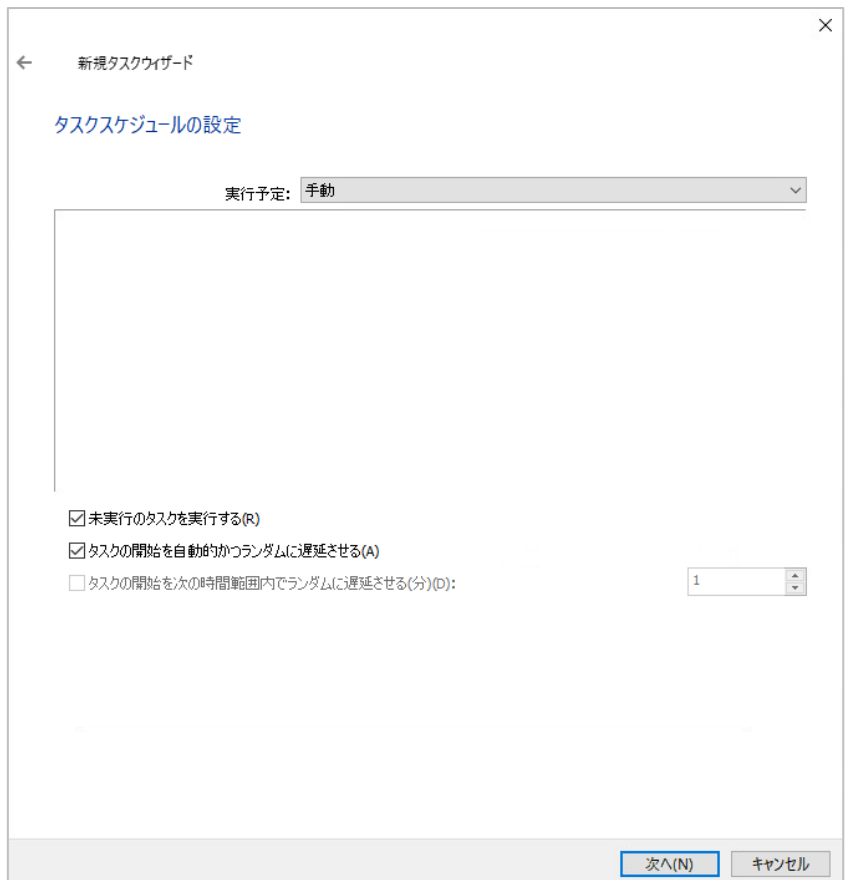 新規タスクウィザード
タスクスケジュールの設定
実行予定: 手動
未実行のタスクを実行する(R)
タスクの開始を自動的かつランダムに遅延させる(A)
タスクの開始を次の時間範囲内でランダムに遅延させる(分)(D): 1
次へ(N) キャンセル